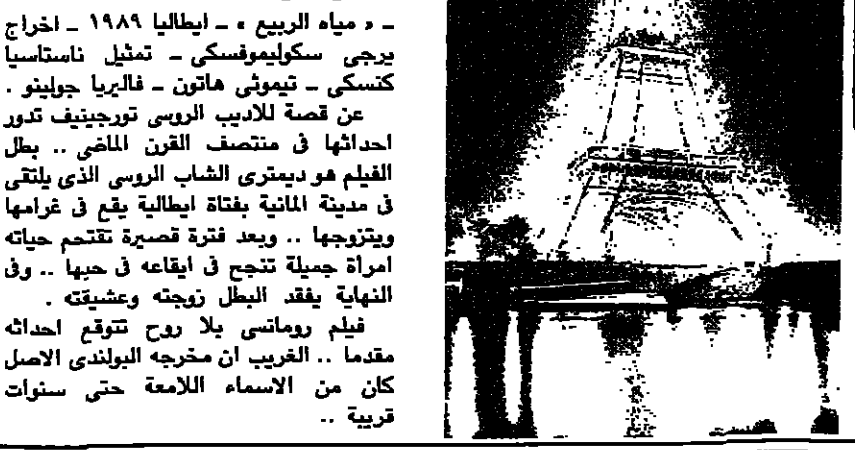 ـ « مياه الربيع » ـ ايطاليا ١٩٨٩ ـ اخراج
يرجى سكوليموفسكى ـ تمثيل ناستاسيا
كنسكى ـ تيموثى هاتون ـ فاليريا جولينو .
عن قصة للاديب الروسى تورجينيف تدور
احداثها فى منتصف القرن الماضى .. بطل
الفيلم هو ديمترى الشاب الروسى الذى يلتقى
فى مدينة المانية بفتاة ايطالية يقع فى غرامها
ويتزوجها .. وبعد فترة قصيرة تقتحم حياته
امرأة جميلة تنجح فى ايقاعه فى حبها .. وفى
النهاية يفقد البطل زوجته وعشيقته .
فيلم روماتسى بلا روح تتوقع احداثه
مقدما .. الغريب ان مخرجه البولندى الاصل
كان من الاسماء اللامعة حتى سنوات
قريبة ..